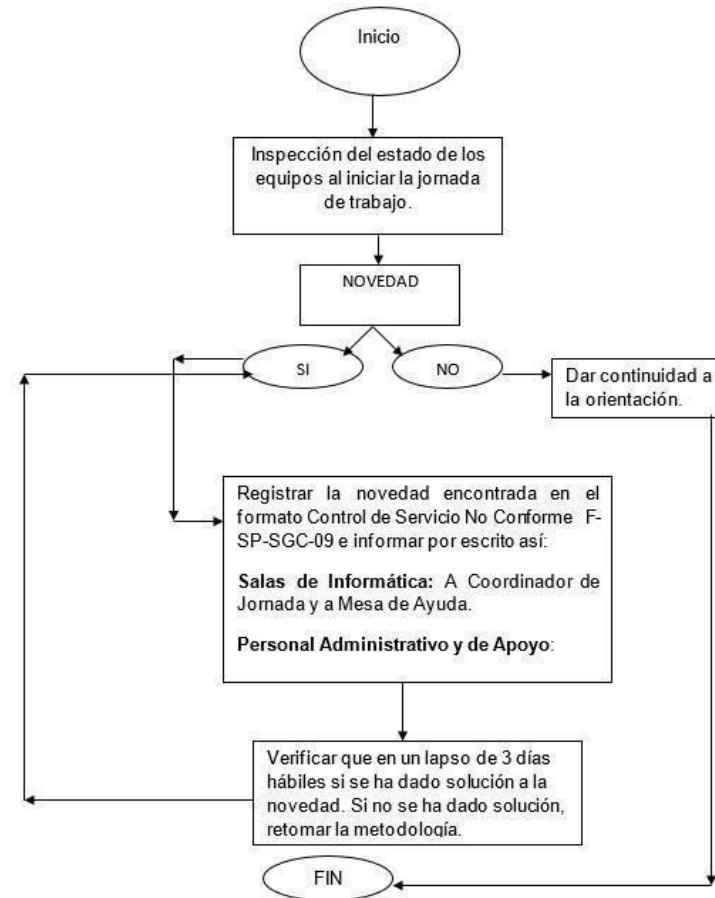 Inicio
Inspección del estado de los
equipos al iniciar la jornada
de trabajo.
NOVEDAD
SI
NO
Dar continuidad a
la orientación.
Registrar la novedad encontrada en el
formato Control de Servicio No Conforme F-
SP-SGC-09 e informar por escrito así:
Salas de Informática: A Coordinador de
Jornada y a Mesa de Ayuda.
Personal Administrativo y de Apoyo:
Verificar que en un lapso de 3 días
hábiles si se ha dado solución a la
novedad. Si no se ha dado solución,
retomar la metodología.
FIN